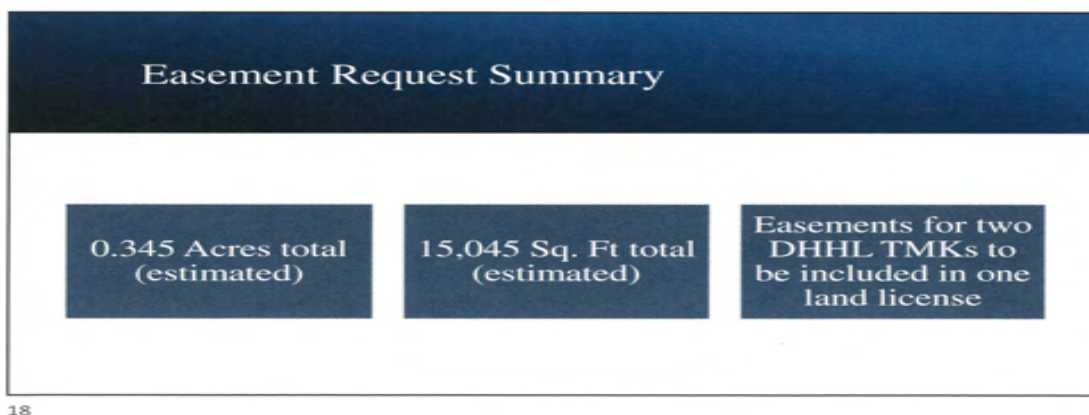 Easement Request Summary
0.345 Acres total
(estimated)
15,045 Sq. Ft total
(estimated)
Easements for two
DHHL TMKs to
be included in one
land license
18